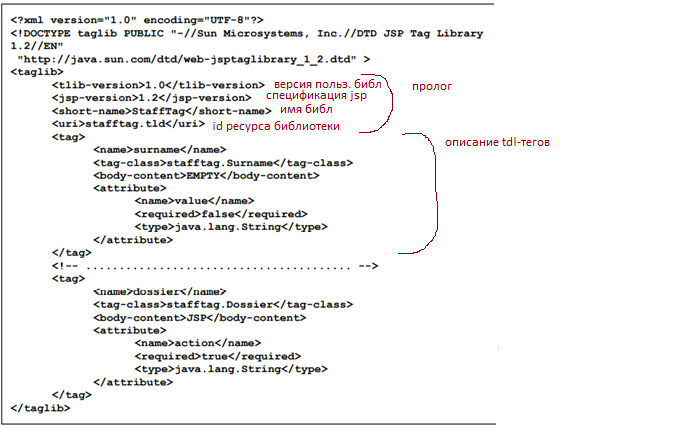 <?xml version="1.0" encoding="UTF-8"?>
<!DOCTYPE taglib PUBLIC "-//Sun Microsystems, Inc.//DTD JSP Tag Library
1.2//EN"
"http://java.sun.com/dtd/web-jsptaglibrary_1_2.dtd" >
<taglib>
<tlib-version>1.0</tlib-version> версия польз. библ пролог
<jsp-version>1.2</jsp-version> спецификация jsp
<short-name>StaffTag</short-name> имя библ
<uri>stafftag.tld</uri> id ресурса библиотеки
<tag> описание tdl-тегов
<name>surname</name>
<tag-class>stafftag.Surname</tag-class>
<body-content>EMPTY</body-content>
<attribute>
<name>value</name>
<required>false</required>
<type>java.lang.String</type>
</attribute>
</tag>
<!-- ........................................ -->
<tag>
<name>dossier</name>
<tag-class>stafftag.Dossier</tag-class>
<body-content>JSP</body-content>
<attribute>
<name>action</name>
<required>true</required>
<type>java.lang.String</type>
</attribute>
</tag>
</taglib>